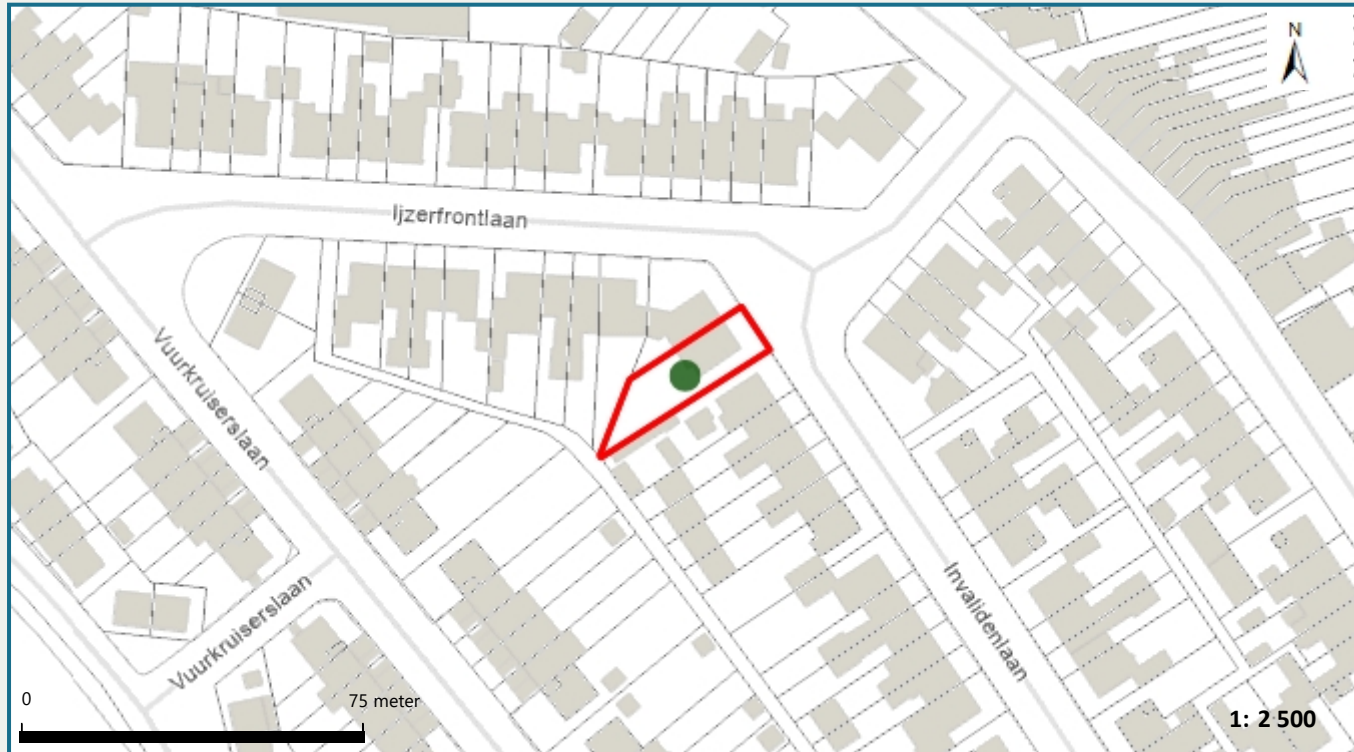 N
Ijzerfrontlaan
Vuurkruiserslaan
Invalidenlaan
Vuurkruiserslaan
0 75 meter
1: 2 500